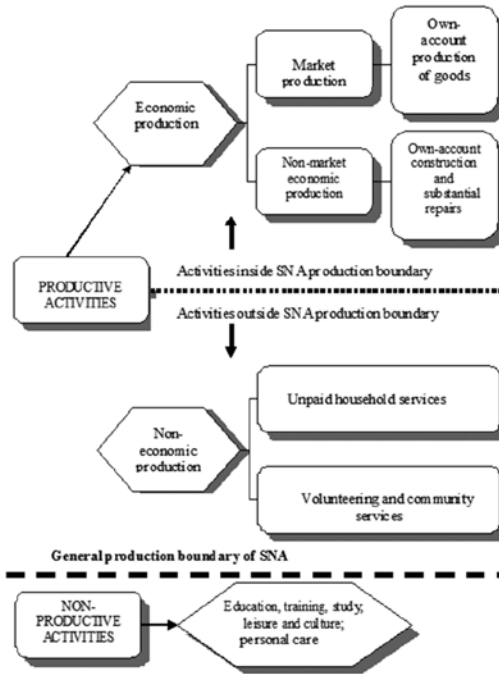 Own-
account
production
of goods
Market
production
Economic
production
Non-market
economic
production
Own-account
construction
and
substantial
repairs
Activities inside SNA production boundary
PRODUCTIVE
ACTIVITIES
Activities outside SNA production boundary
Unpaid household services
Non-
economic
production
Volunteering and community
services
General production boundary of SNA
NON-
PRODUCTIVE
ACTIVITIES
Education, training, study,
leisure and culture;
personal care